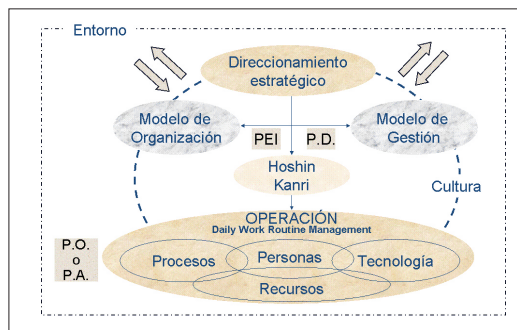 Entorno
Direccionamiento
estratégico
Modelo de
Organización
Modelo de
Gestión
PEI
P.D.
Hoshin
Kanri
Cultura
OPERACIÓN
Daily Work Routine Management
P.O.
o
P.A.
Procesos
Personas
Tecnología
Recursos